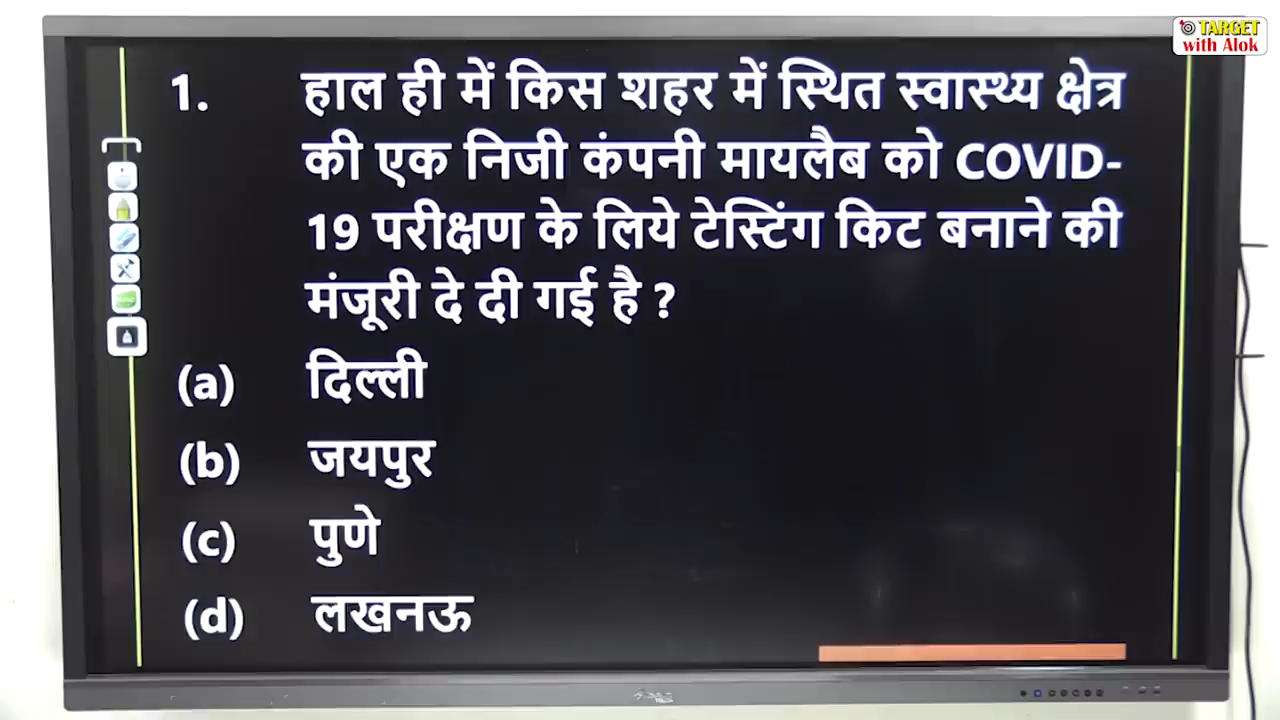 TARGET
with Alok
1. हाल ही में किस शहर में स्थित स्वास्थ्य क्षेत्र
की एक निजी कंपनी मायलैब को COVID-
19 परीक्षण के लिये टेस्टिंग किट बनाने की
मंजूरी दे दी गई है ?
(a) दिल्ली
(b) जयपुर
(c) पुणे
(d) लखनऊ